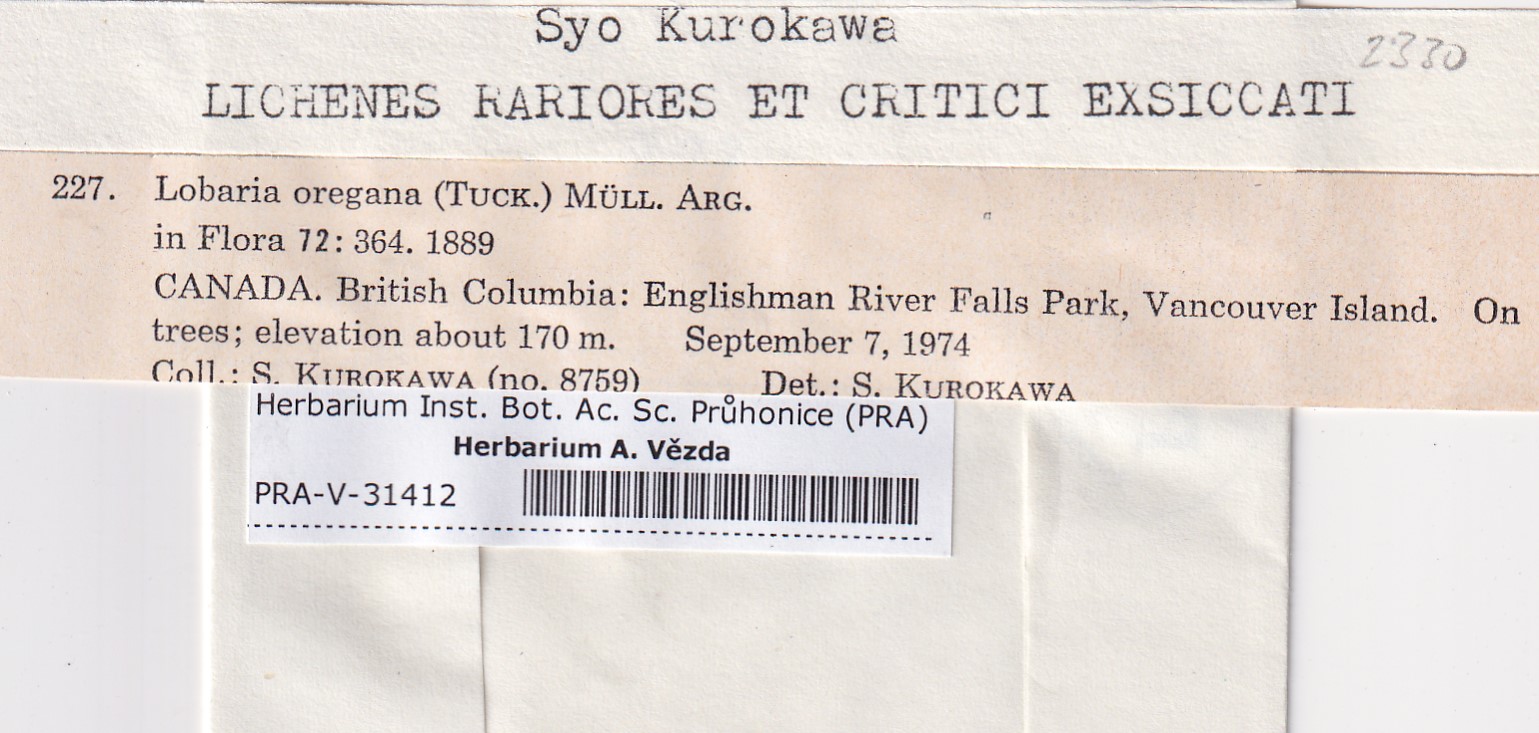 Syo Kurokawa
2330
LICHENES RARIORES ET CRITICI EXSICCATI
227. Lobaria oregana (TUCK.) MÜLL. ARG.
in Flora 72: 364. 1889
CANADA. British Columbia: Englishman River Falls Park, Vancouver Island. On
trees; elevation about 170 m. September 7, 1974
Coll.: S. KUROKAWA (no. 8759) Det.: S. KUROKAWA
Herbarium Inst. Bot. Ac. Sc. Průhonice (PRA)
Herbarium A. Vězda
PRA-V-31412